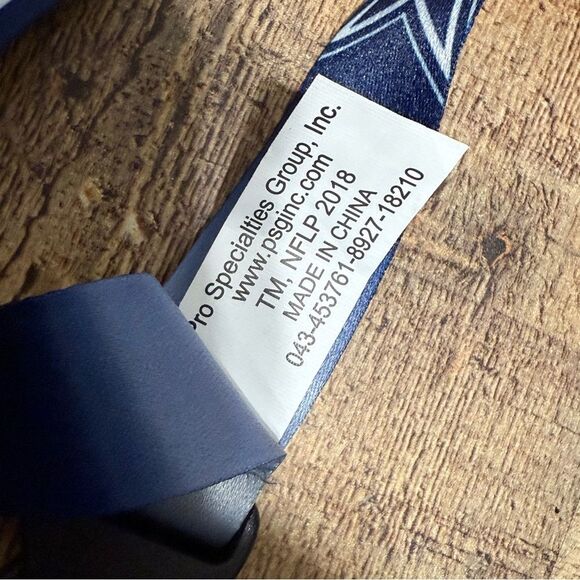 Pro Specialties Group, Inc.
www.psginc.com
TM, NFLP 2018
MADE IN CHINA
043-453761-8927-18210